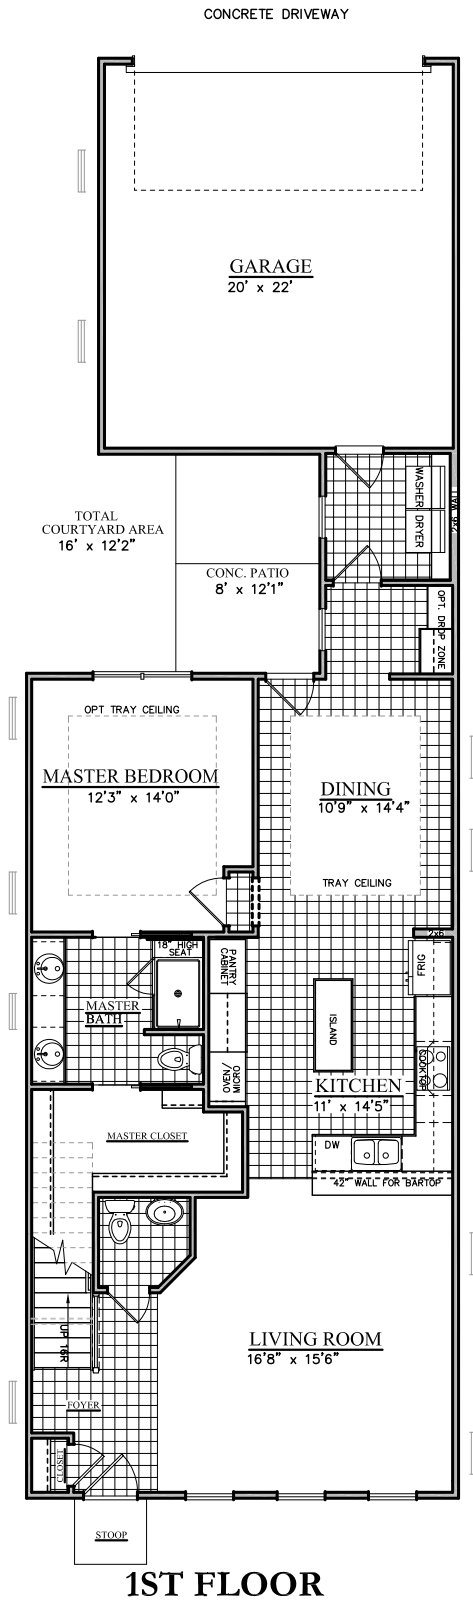 CONCRETE DRIVEWAY
GARAGE
20' x 22'
WASHER DRYER
2x6 WALL
TOTAL
COURTYARD AREA
16' x 12'2"
CONC. PATIO
8' x 12'1"
OPT. DROP ZONE
OPT TRAY CEILING
MASTER BEDROOM
12'3" x 14'0"
DINING
10'9" x 14'4"
TRAY CEILING
2x6
18" HIGH
SEAT
PANTRY
CABINET
FRIG
MASTER
BATH
ISLAND
OVEN/
MICRO
COOKTOP
KITCHEN
11' x 14'5"
MASTER CLOSET
DW
42" WALL FOR BARTOP
UP 16R
LIVING ROOM
16'8" x 15'6"
FOYER
CLOSET
STOOP
1ST FLOOR